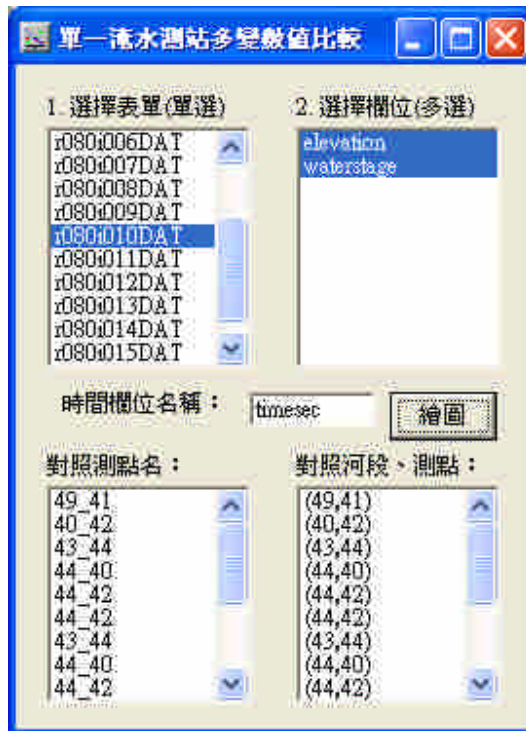 單一淹水測站多變數值比較
1. 選擇表單(單選)
r080i006DAT
r080i007DAT
r080i008DAT
r080i009DAT
r080i010DAT
r080i011DAT
r080i012DAT
r080i013DAT
r080i014DAT
r080i015DAT
2. 選擇欄位(多選)
elevation
waterstage
時間欄位名稱：
timesec
繪圖
對照測點名：
49_41
40_42
43_44
44_40
44_42
44_42
43_44
44_40
44_42
對照河段、測點：
(49,41)
(40,42)
(43,44)
(44,40)
(44,42)
(44,42)
(43,44)
(44,40)
(44,42)